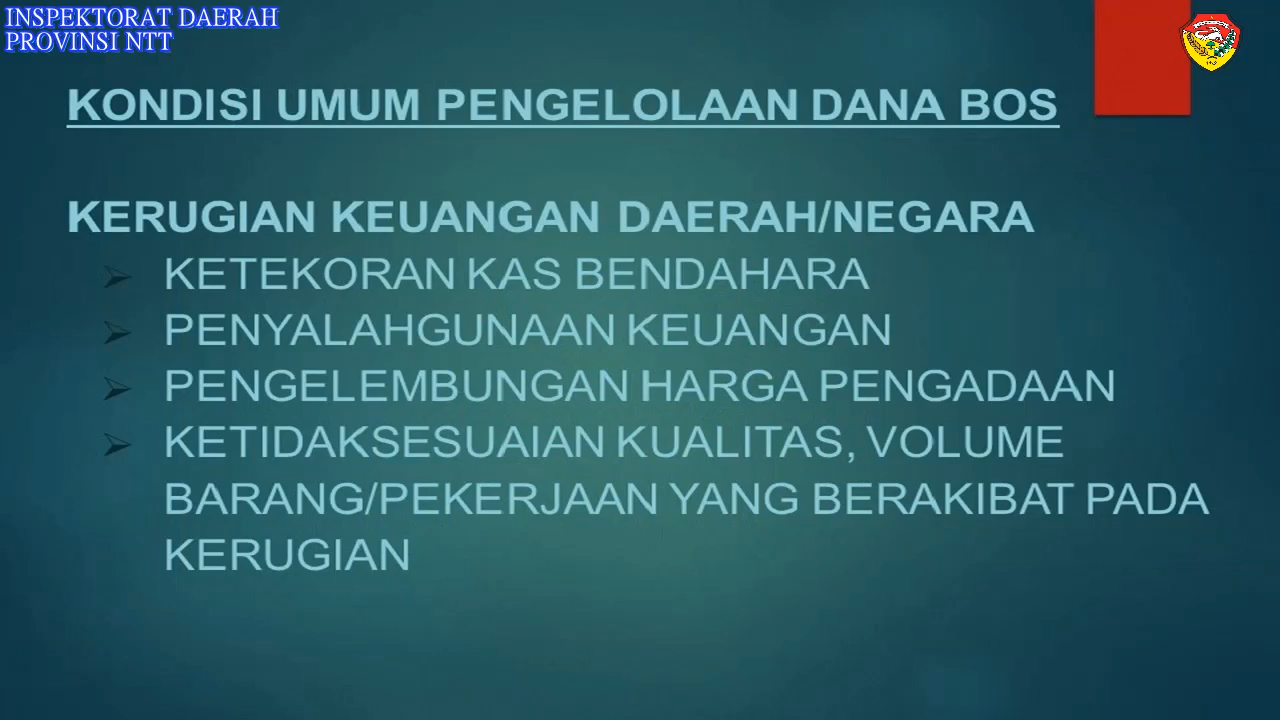 INSPEKTORAT DAERAH
PROVINSI NTT
KONDISI UMUM PENGELOLAAN DANA BOS
KERUGIAN KEUANGAN DAERAH/NEGARA
KETEKORAN KAS BENDAHARA
PENYALAHGUNAAN KEUANGAN
PENGELEMBUNGAN HARGA PENGADAAN
KETIDAKSESUAIAN KUALITAS, VOLUME
BARANG/PEKERJAAN YANG BERAKIBAT PADA
KERUGIAN